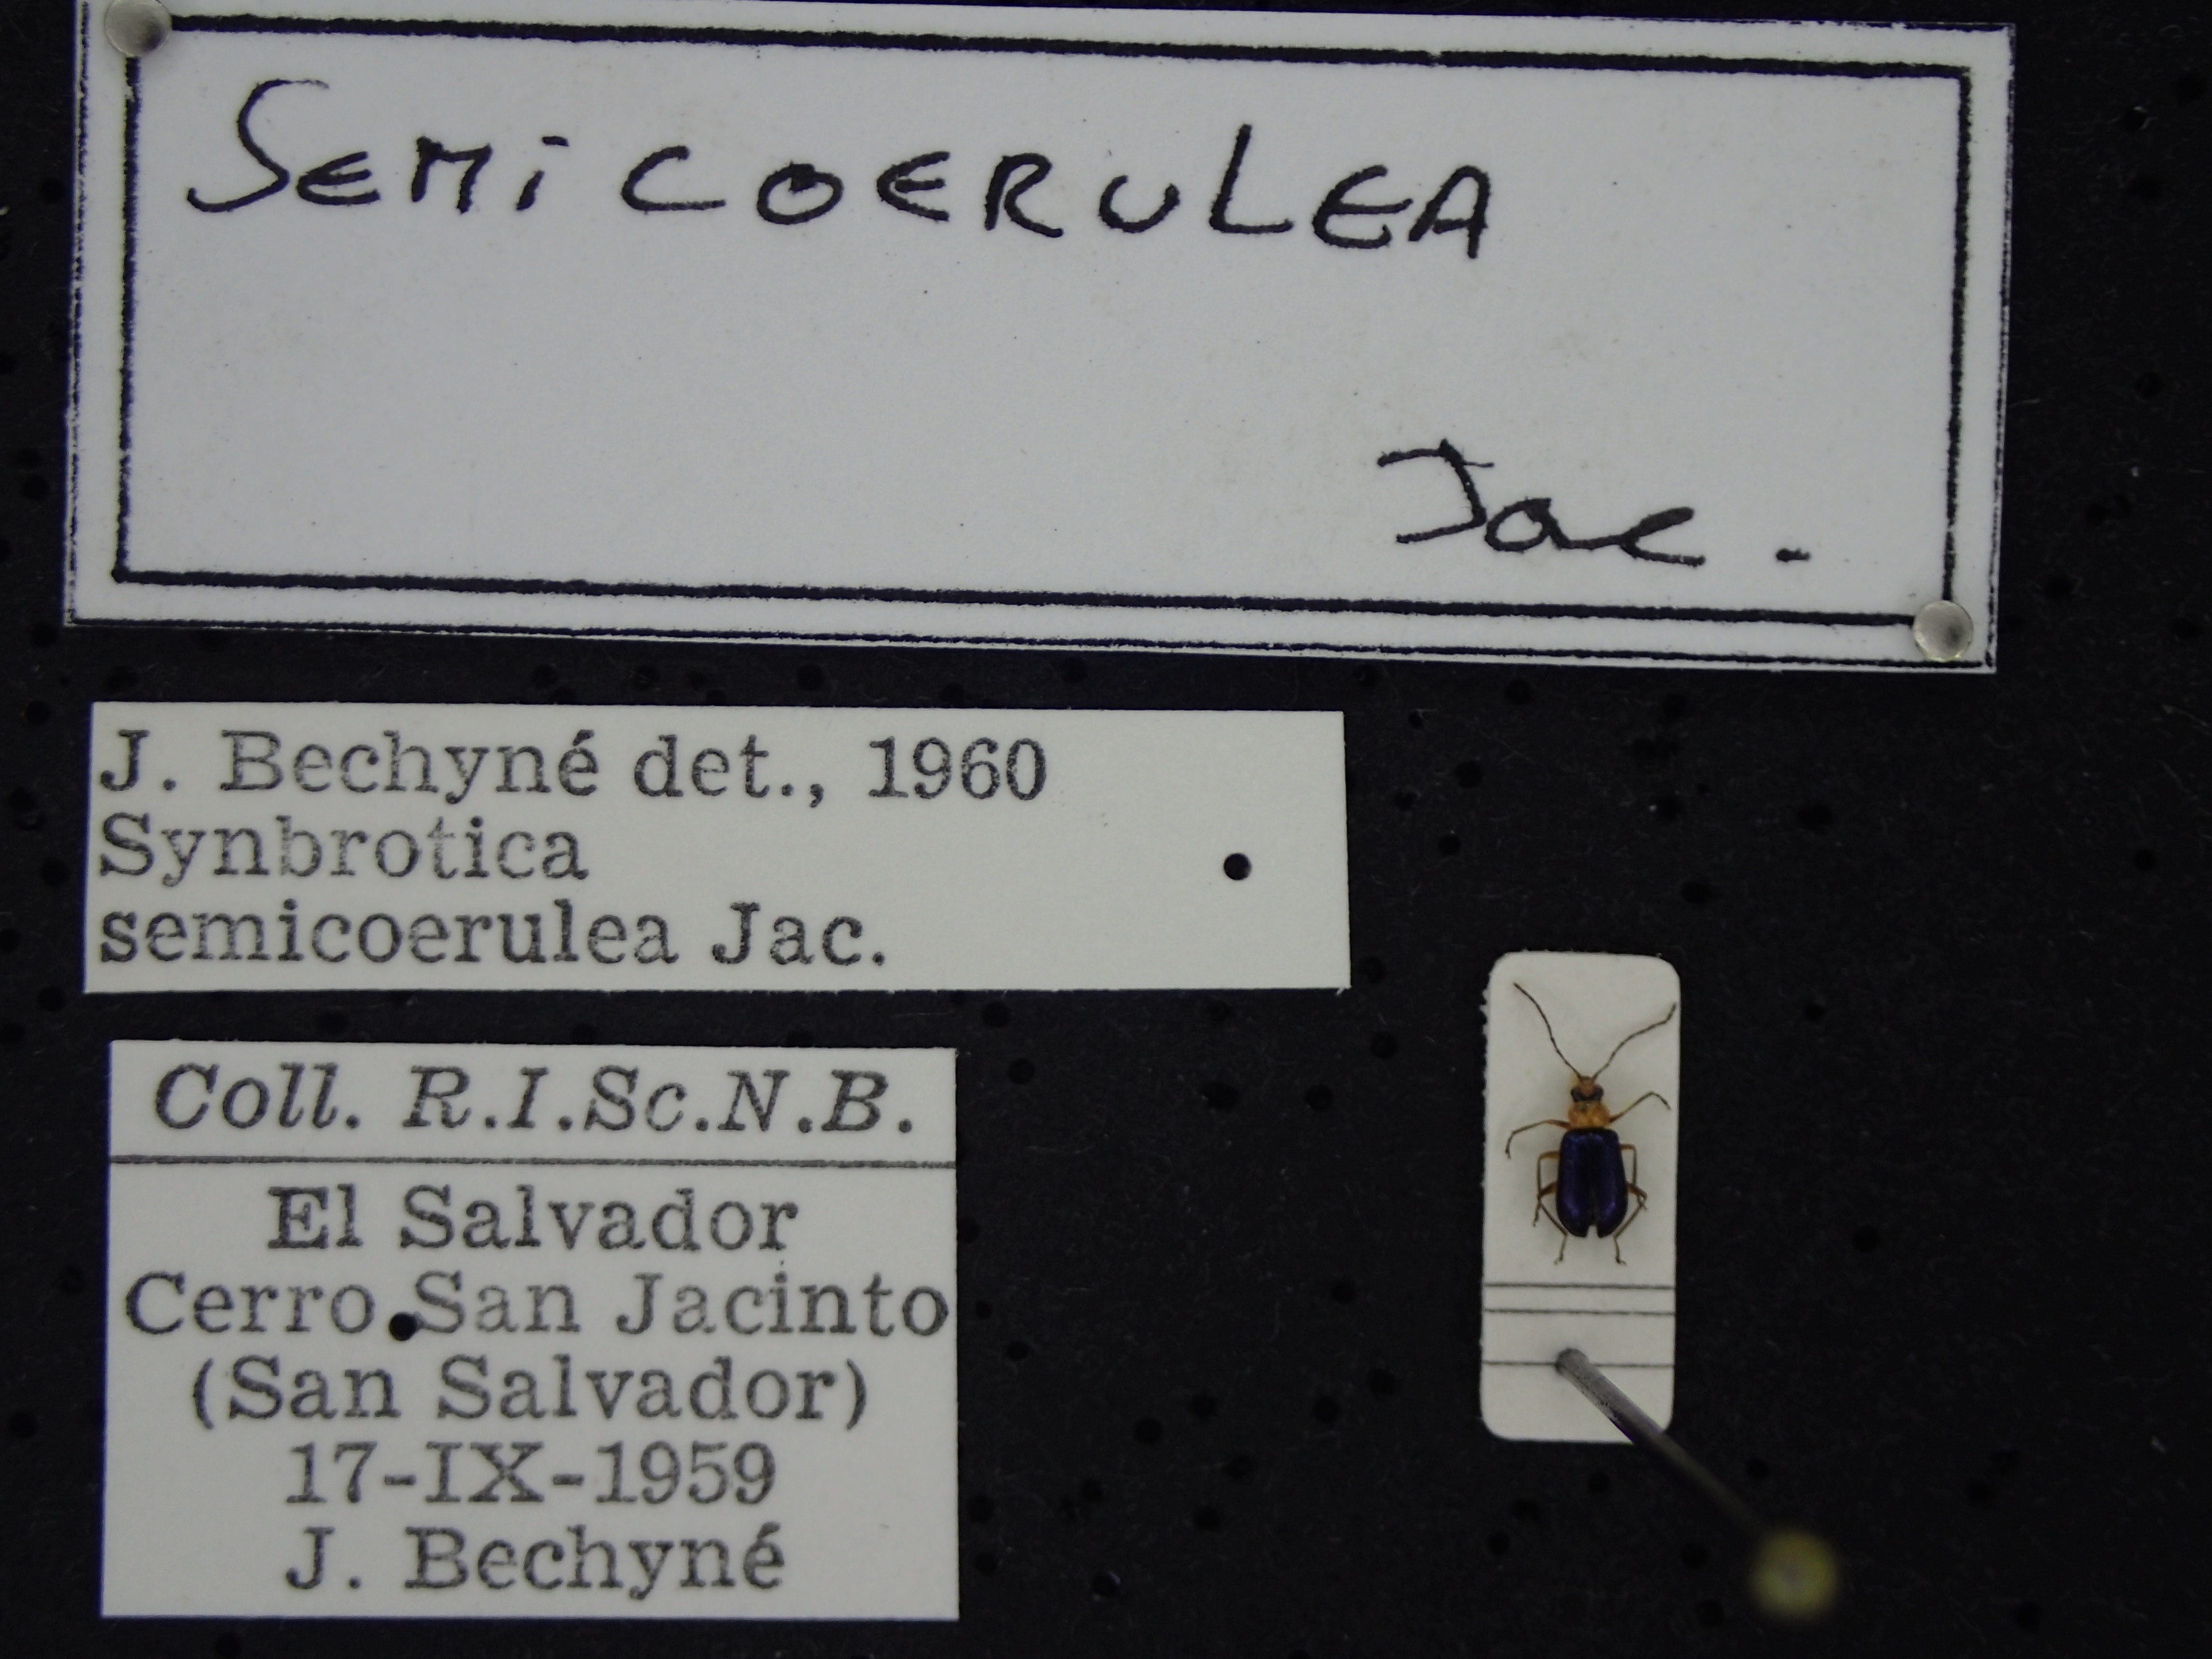 SEMICOERULEA
Jac.
J. Bechyné det., 1960
Synbrotica
semicoerulea Jac.
Coll. R.I.Sc.N.B.
El Salvador
Cerro San Jacinto
(San Salvador)
17-IX-1959
J. Bechyné